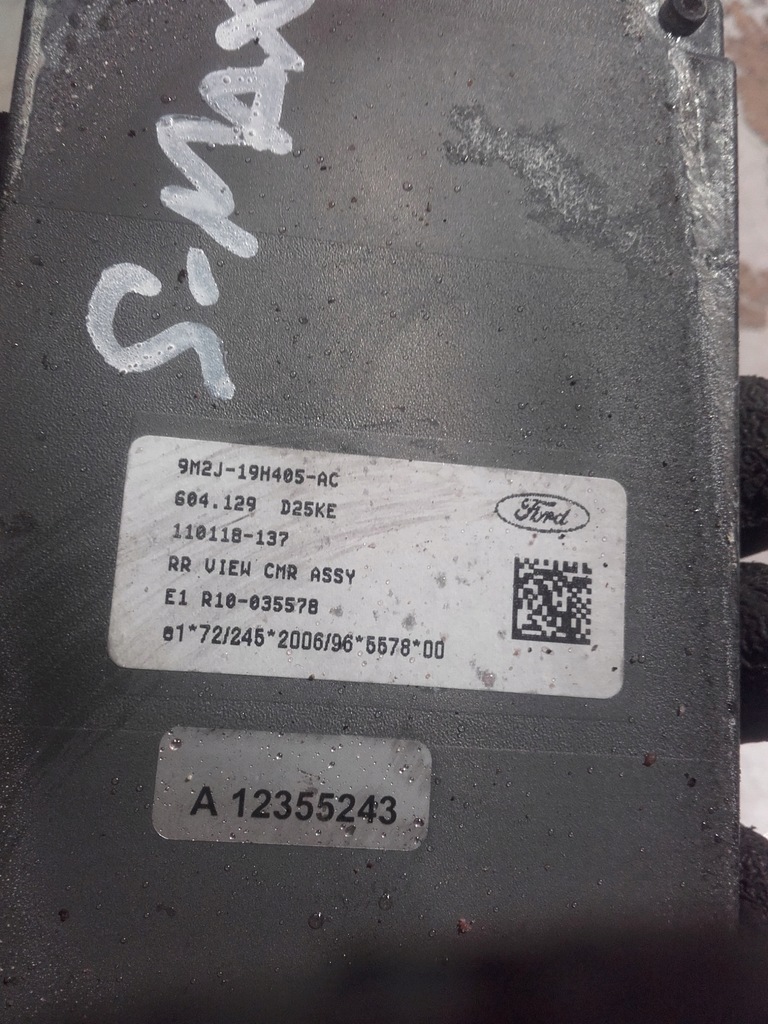 S-MAX
9M2J-19H405-AC
604.129 D25KE
Ford
110118-137
RR VIEW CMR ASSY
E1 R10-035578
e1*72/245*2006/96*5578*00
A 12355243